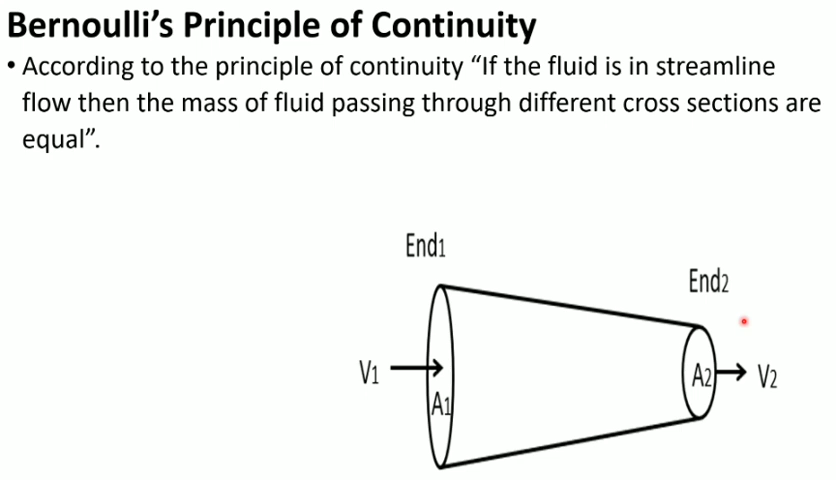 Bernoulli’s Principle of Continuity
• According to the principle of continuity “If the fluid is in streamline
flow then the mass of fluid passing through different cross sections are
equal”.
End1
End2
V1
A1
A2
V2